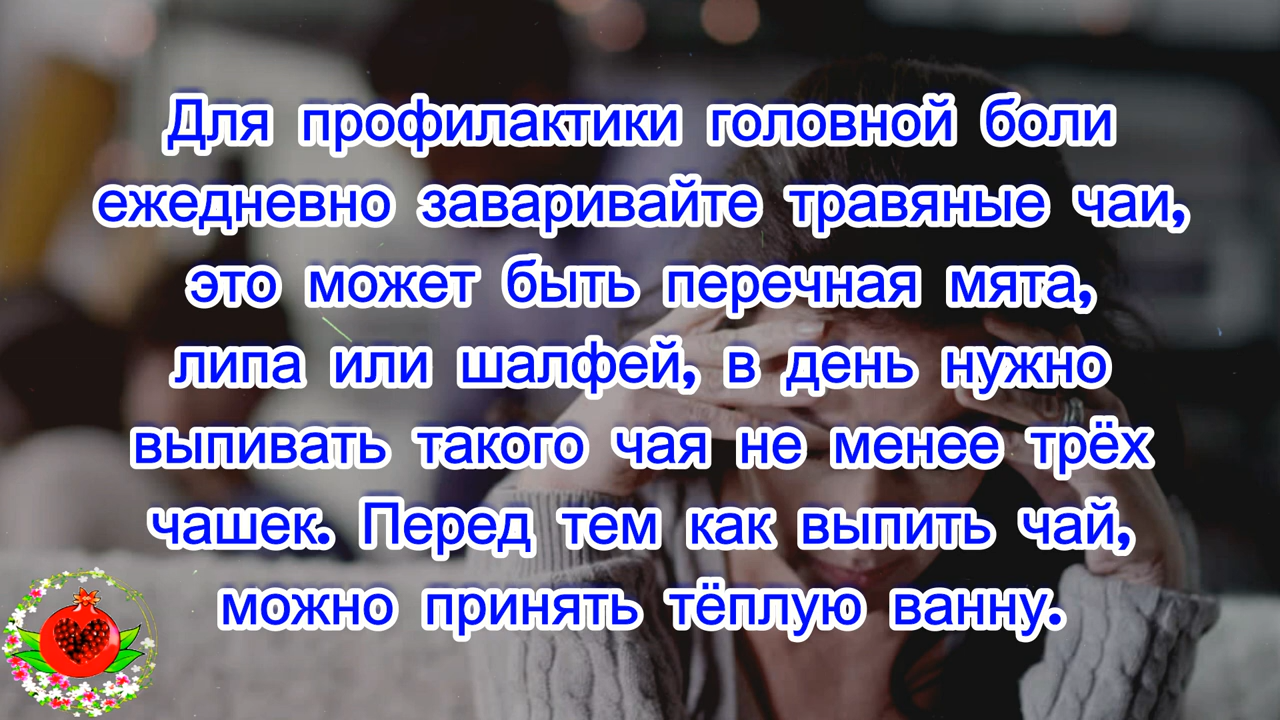 Для профилактики головной боли
ежедневно заваривайте травяные чаи,
это может быть перечная мята,
липа или шалфей, в день нужно
выпивать такого чая не менее трёх
чашек. Перед тем как выпить чай,
можно принять тёплую ванну.